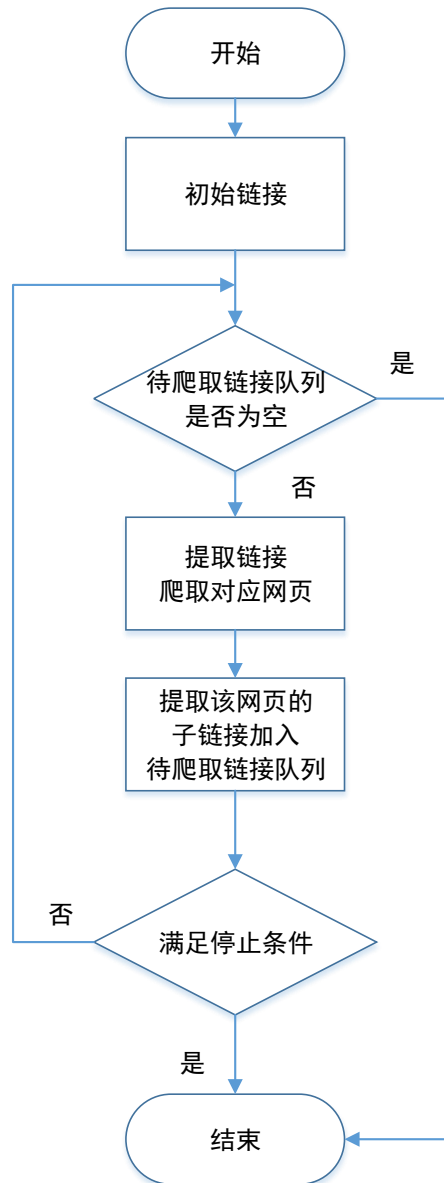 开始
初始链接
待爬取链接队列
是否为空
是
否
提取链接
爬取对应网页
提取该网页的
子链接加入
待爬取链接队列
否
满足停止条件
是
结束